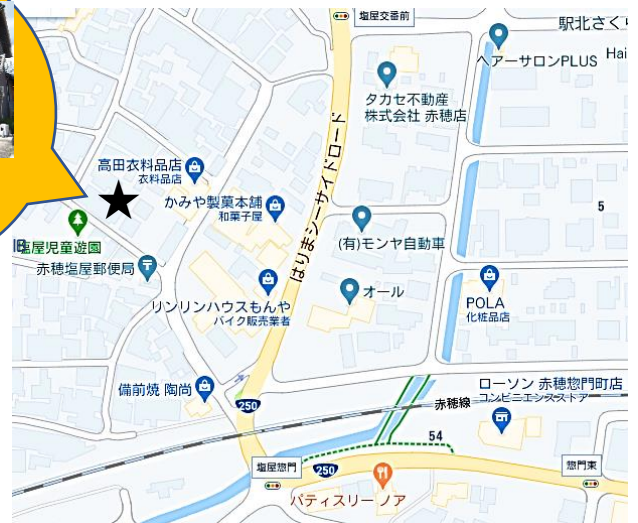 塩屋交番前
駅北さく
ヘアーサロンPLUS
Hai
タカセ不動産
株式会社 赤穂店
高田衣料品店
衣料品店
かみや製菓本舗
和菓子屋
はりまシーサイドロード
5
塩屋児童遊園
(有)モンヤ自動車
赤穂塩屋郵便局
オール
POLA
化粧品店
リンリンハウスもんや
バイク販売業者
備前焼 陶尚
250
ローソン 赤穂惣門町店
コンビニエンスストア
赤穂線
54
塩屋惣門
250
惣門東
パティスリー ノア